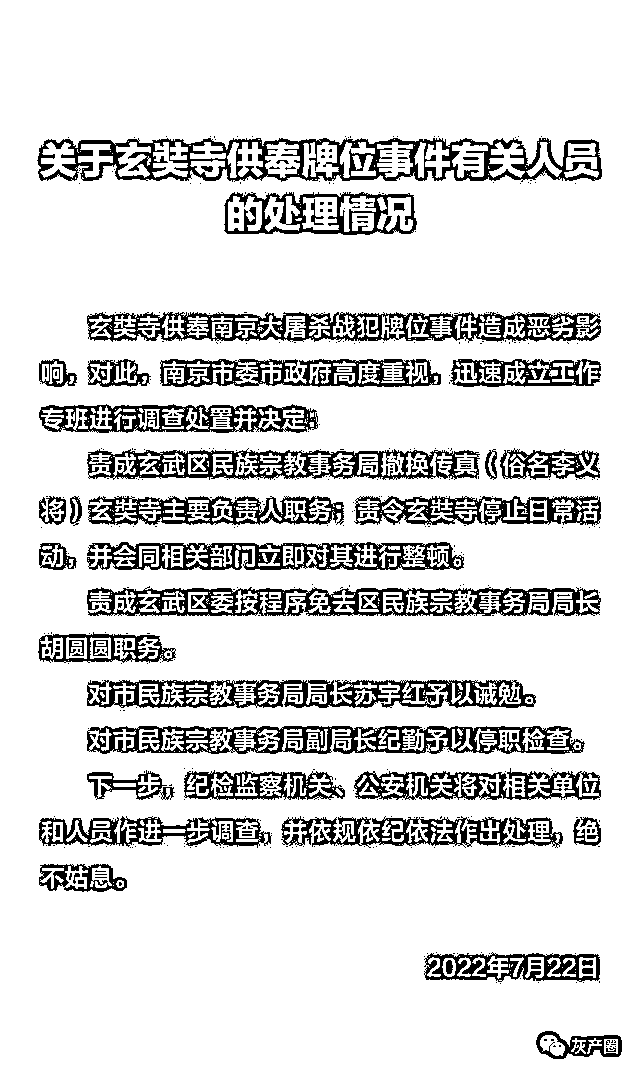 关于玄奘寺供奉牌位事件有关人员
的处理情况
玄奘寺供奉南京大屠杀战犯牌位事件造成恶劣影
响，对此，南京市委市政府高度重视，迅速成立工作
专班进行调查处置并决定：
责成玄武区民族宗教事务局撤换传真（俗名李义
将）玄奘寺主要负责人职务；责令玄奘寺停止日常活
动，并会同相关部门立即对其进行整顿。
责成玄武区委按程序免去区民族宗教事务局局长
胡圆圆职务。
对市民族宗教事务局局长苏宇红予以诫勉。
对市民族宗教事务局副局长纪勤予以停职检查。
下一步，纪检监察机关、公安机关将对相关单位
和人员作进一步调查，并依规依纪依法作出处理，绝
不姑息。
2022年7月22日
灰产圈